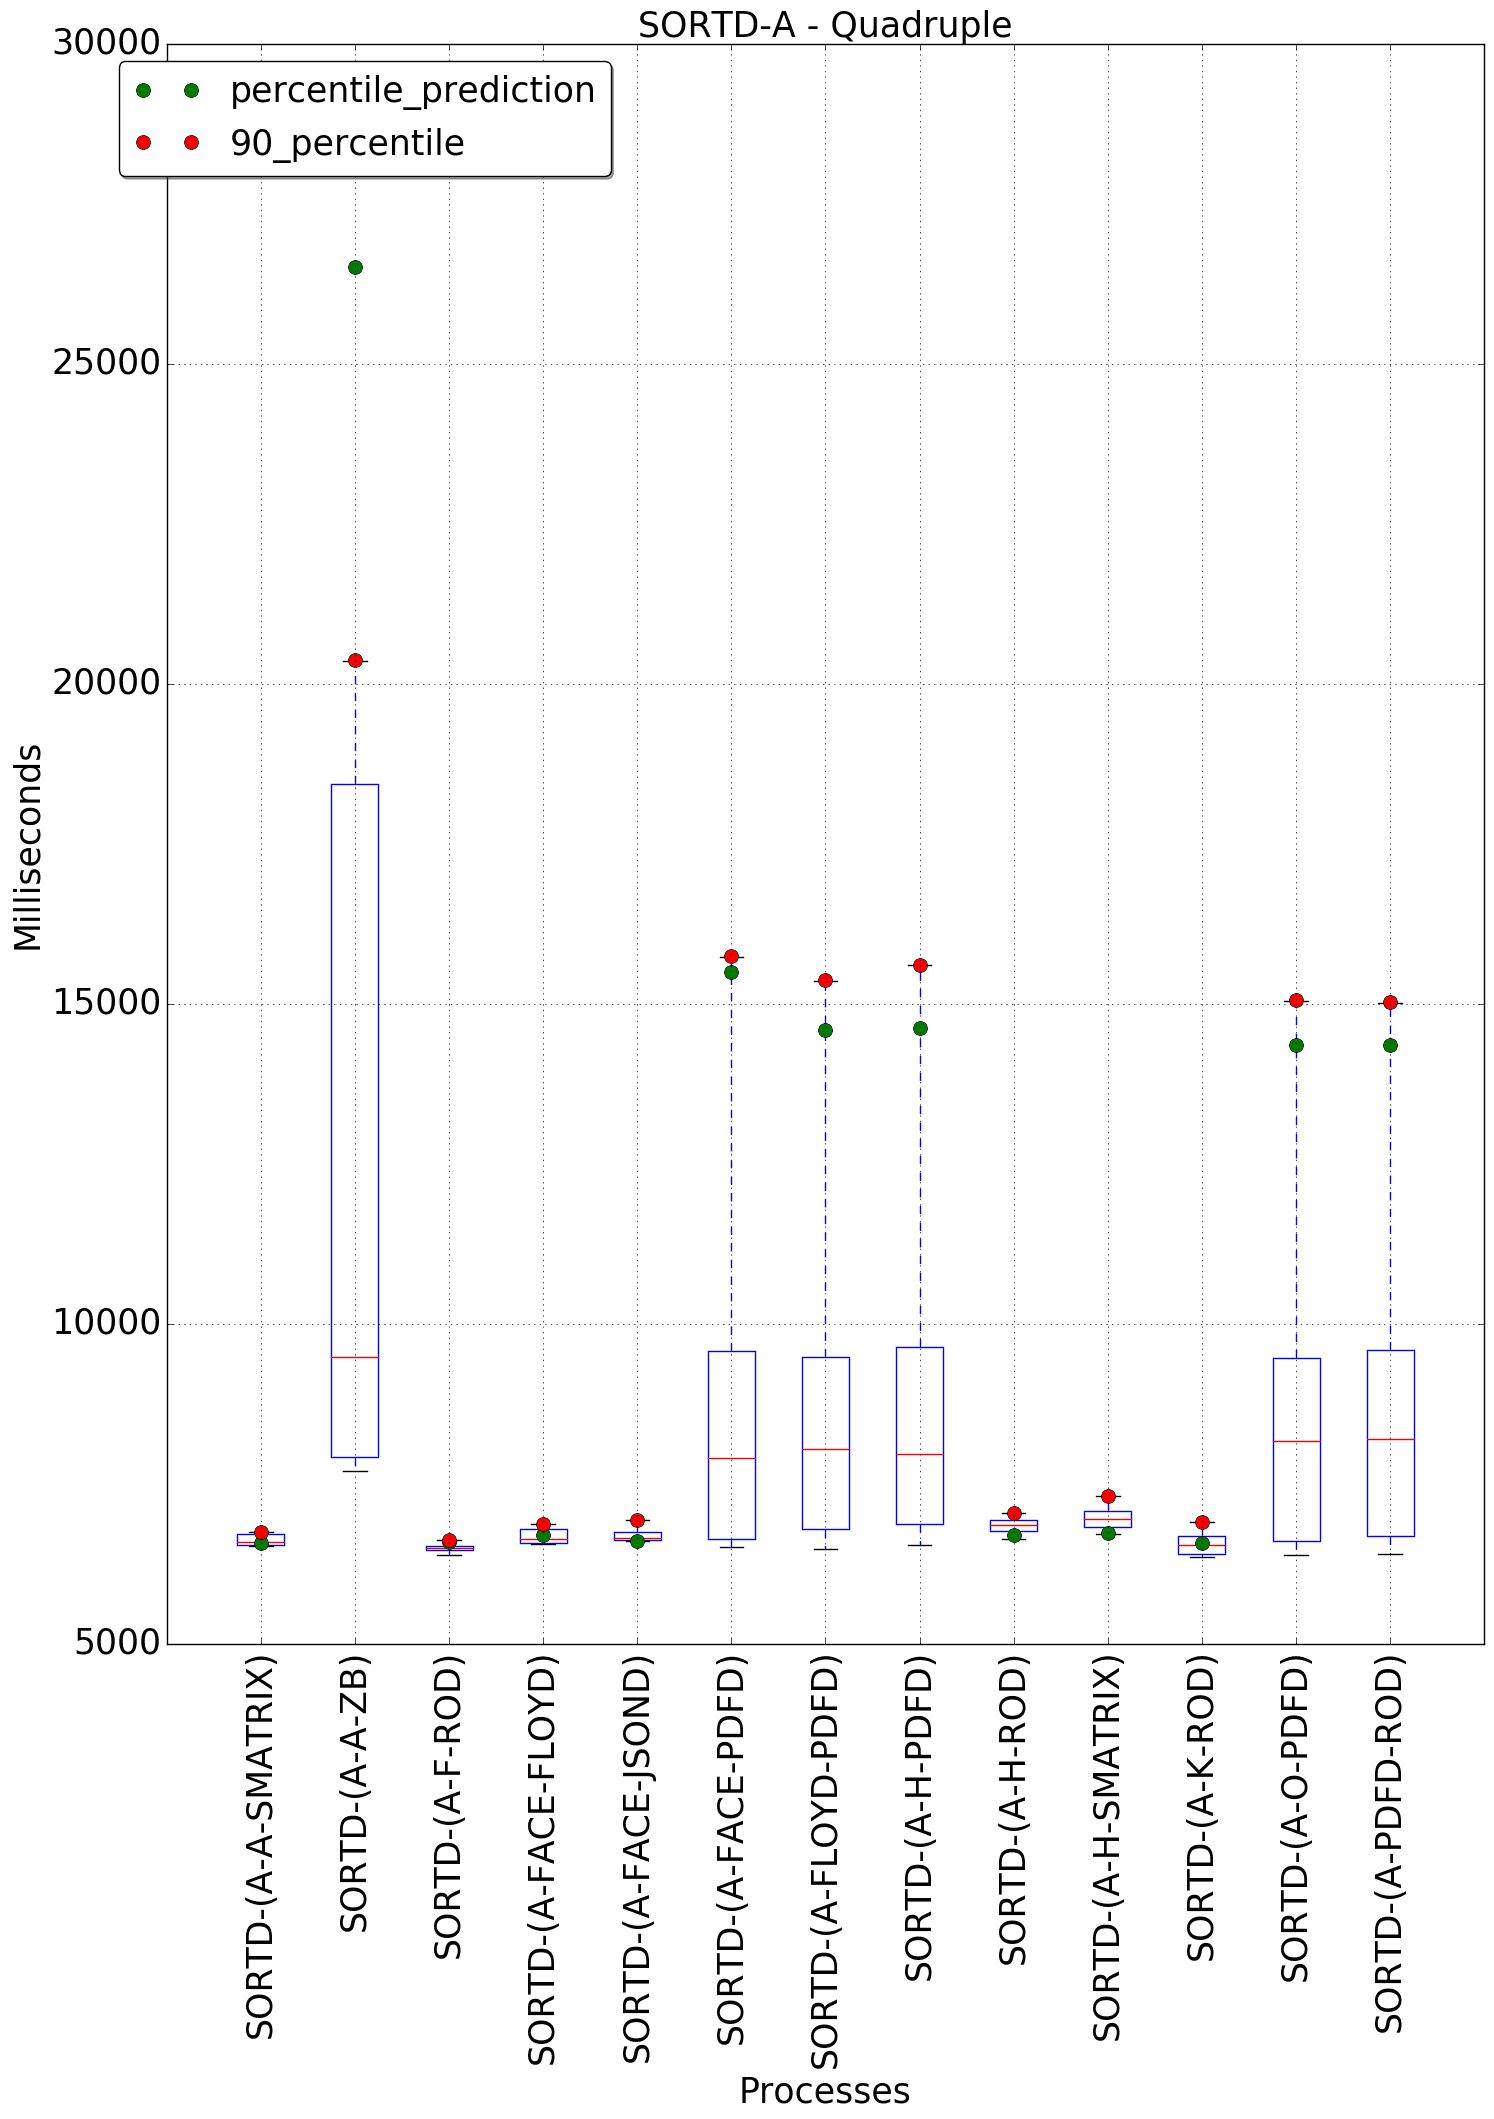 SORTD-A - Quadruple
percentile_prediction
90_percentile
30000
25000
20000
15000
10000
5000
Milliseconds
SORTD-(A-A-SMATRIX)
SORTD-(A-A-ZB)
SORTD-(A-F-ROD)
SORTD-(A-FACE-FLOYD)
SORTD-(A-FACE-JSOND)
SORTD-(A-FACE-PDFD)
SORTD-(A-FLOYD-PDFD)
SORTD-(A-H-PDFD)
SORTD-(A-H-ROD)
SORTD-(A-H-SMATRIX)
SORTD-(A-K-ROD)
SORTD-(A-O-PDFD)
SORTD-(A-PDFD-ROD)
Processes